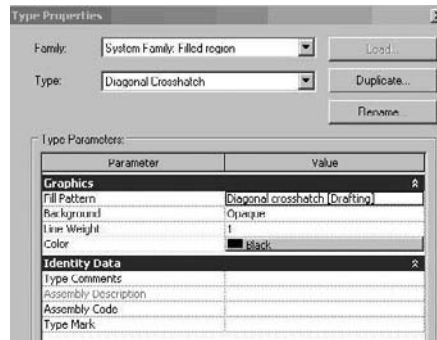 Type Properties
Family: System Family: Filled region Load...
Type: Diagonal Crosshatch Duplicate...
Rename...
Type Parameters:
Parameter Value
Graphics
Fill Pattern Diagonal crosshatch [Drafting]
Background Opaque
Line Weight 1
Color Black
Identity Data
Type Comments
Assembly Description
Assembly Code
Type Mark